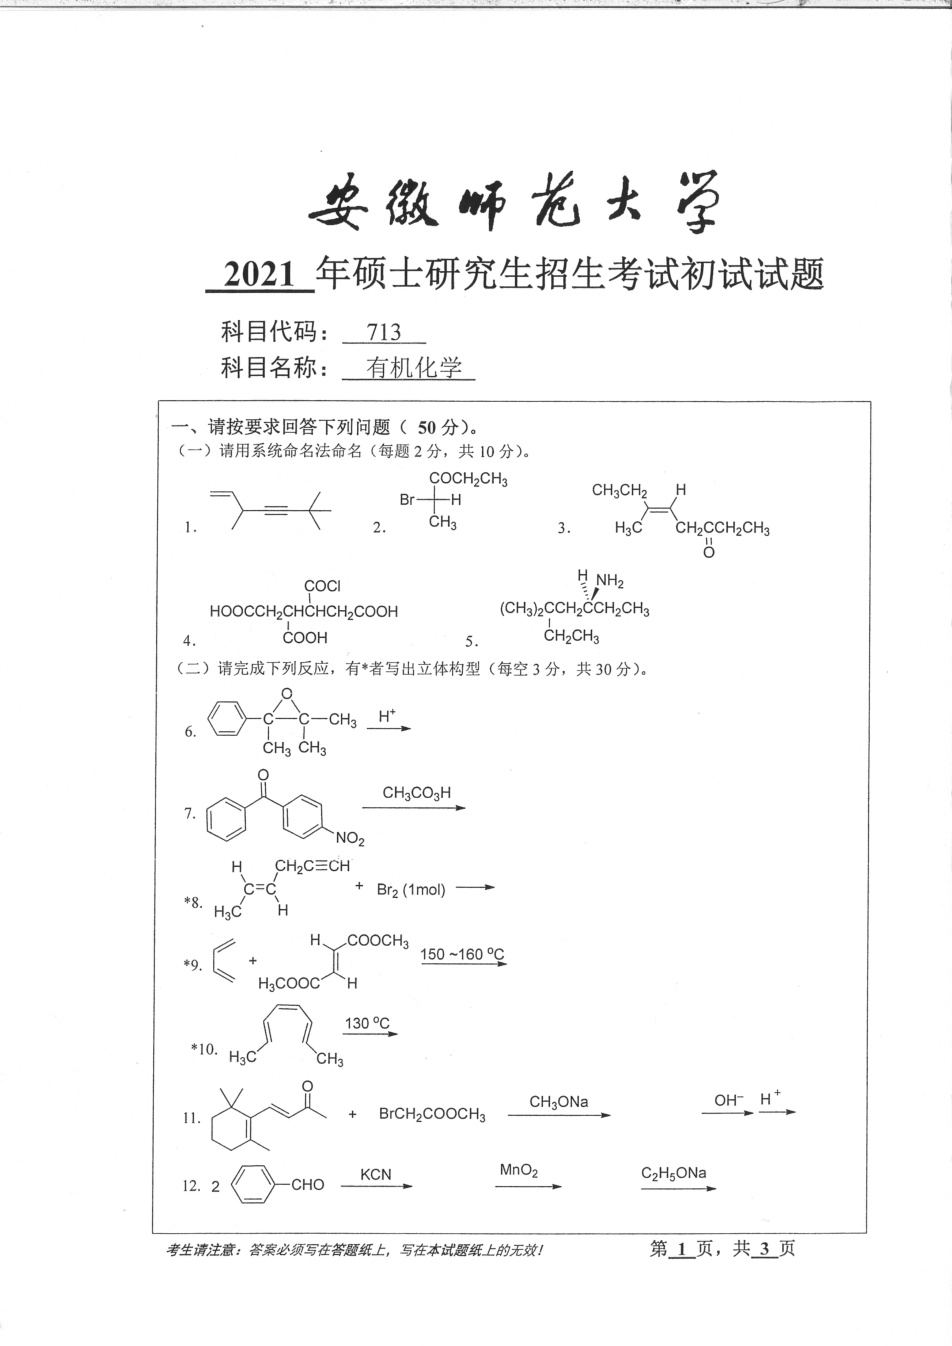 安徽师范大学
2021 年硕士研究生招生考试初试试题
科目代码： 713
科目名称： 有机化学
一、请按要求回答下列问题（ 50 分）。
（一）请用系统命名法命名（每题 2 分，共 10 分）。
1.
2. COCH2CH3 Br H CH3
3. CH3CH2 H H3C CH2CCH2CH3 O
4. COCl HOOCCH2CHCHCH2COOH COOH
5. H NH2 (CH3)2CCH2CCH2CH3 CH2CH3
（二）请完成下列反应，有*者写出立体构型（每空 3 分，共 30 分）。
6. O C C CH3 CH3 CH3 H+
7. O NO2 CH3CO3H
*8. H CH2C≡CH C=C H3C H + Br2 (1mol)
*9. + H COOCH3 H3COOC H 150 ~160 ºC
*10. H3C CH3 130 ºC
11. O + BrCH2COOCH3 CH3ONa OH− H+
12. 2 CHO KCN MnO2 C2H5ONa
考生请注意：答案必须写在答题纸上，写在本试题纸上的无效！
第 1 页，共 3 页